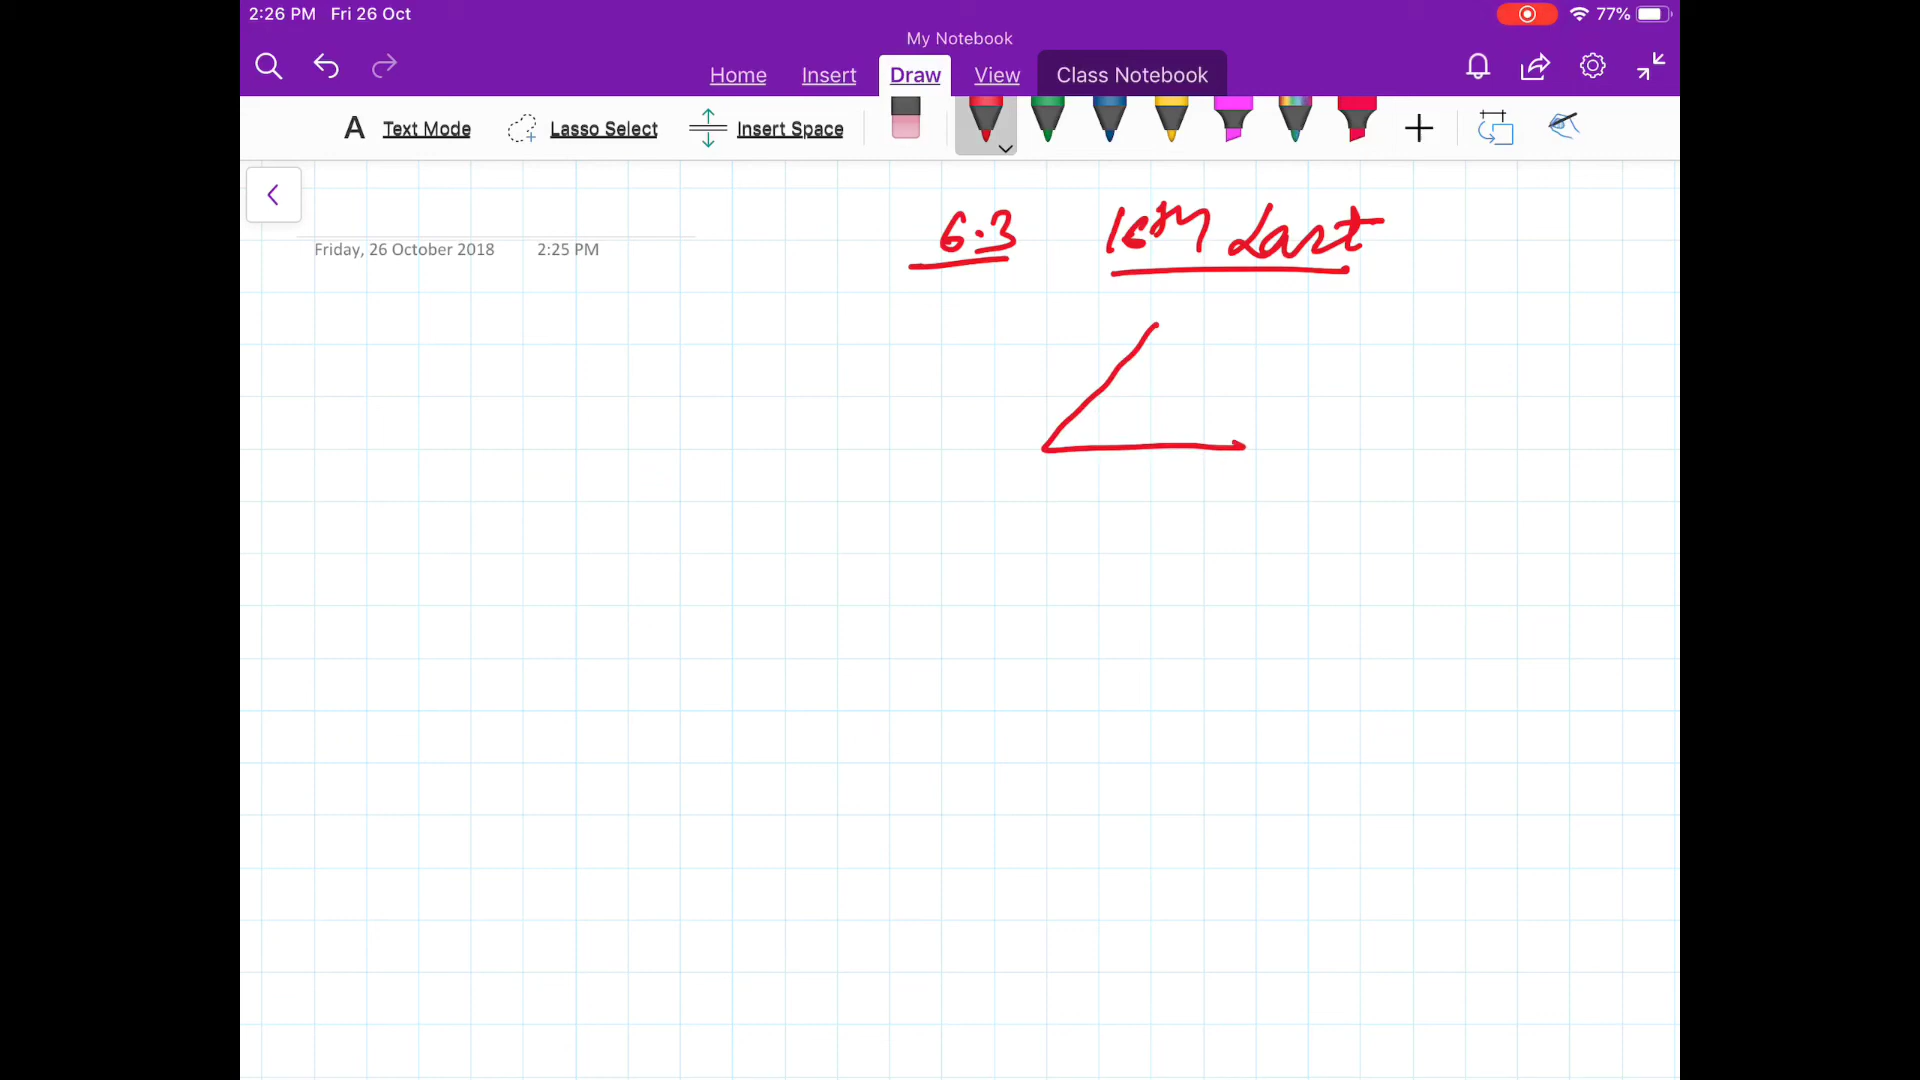 2:26 PM Fri 26 Oct 77%
My Notebook
Home Insert Draw View Class Notebook
A Text Mode Lasso Select Insert Space
6.3 16th Last
Friday, 26 October 2018 2:25 PM